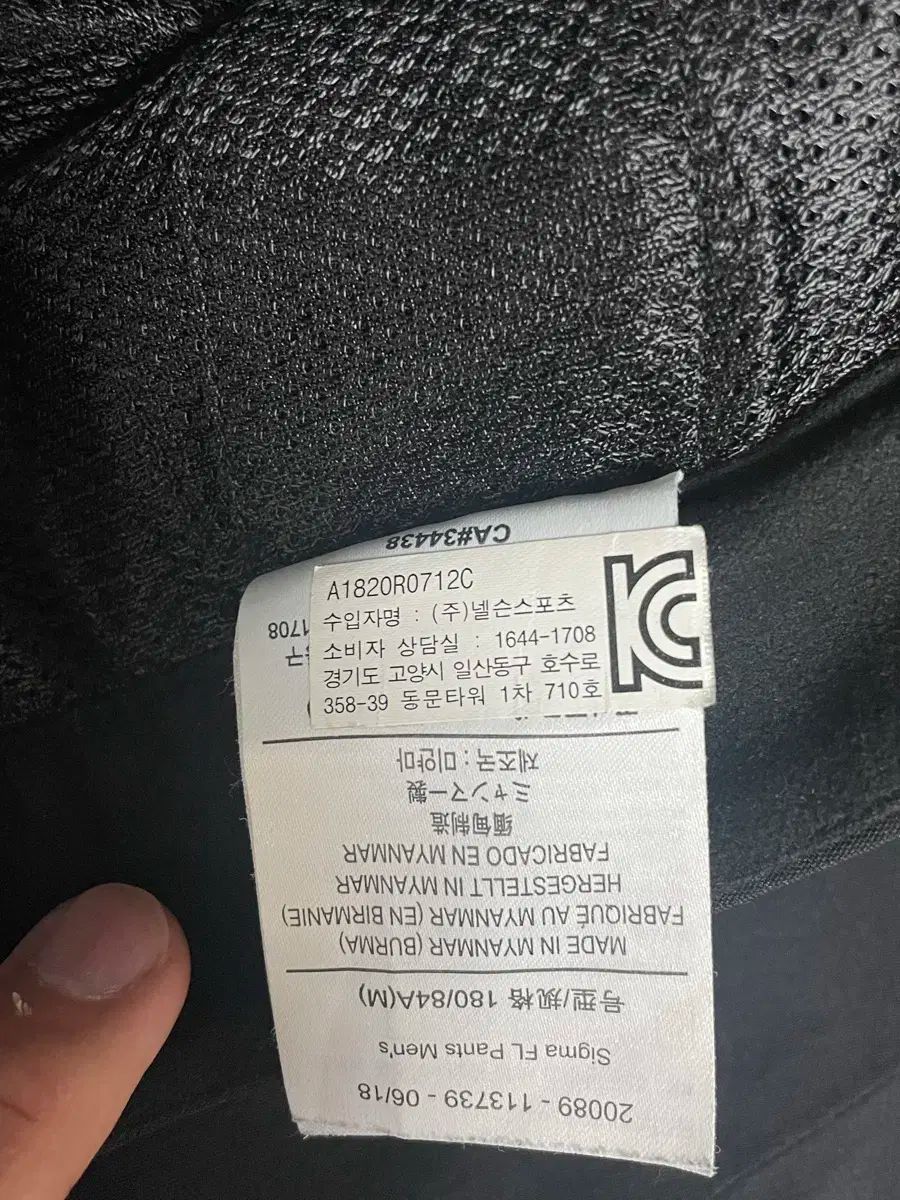 A1820R0712C
수입자명 : (주)넬슨스포츠
소비자 상담실 : 1644-1708
경기도 고양시 일산동구 호수로
358-39 동문타워 1차 710호
20089 - 113739 - 06/18
Sigma FL Pants Men's
号型/规格 180/84A(M)
MADE IN MYANMAR (BURMA)
FABRIQUÉ AU MYANMAR (EN BIRMANIE)
HERGESTELLT IN MYANMAR
FABRICADO EN MYANMAR
缅甸制造
ミャンマー製
제조국:미얀마
1708
CA#34438